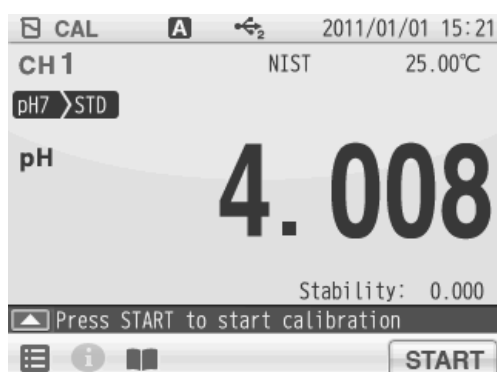 CAL A 2 2011/01/01 15:21
CH1 NIST 25.00℃
pH7 STD
pH 4.008
Stability: 0.000
Press START to start calibration
START